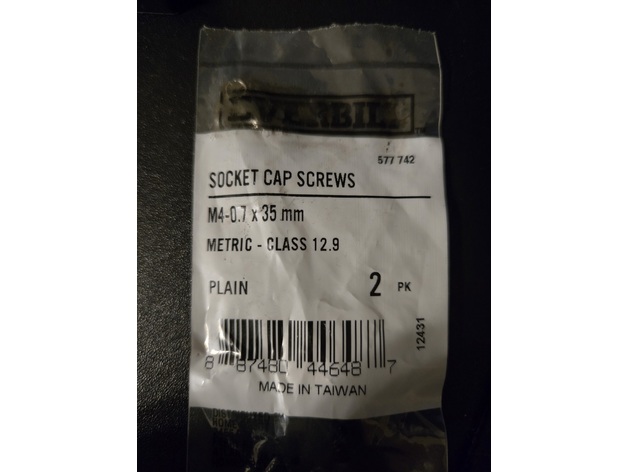 EVERBILT
577 742
SOCKET CAP SCREWS
M4-0.7 x 35 mm
METRIC - CLASS 12.9
PLAIN 2 PK
12431
8 87480 44648 7
MADE IN TAIWAN